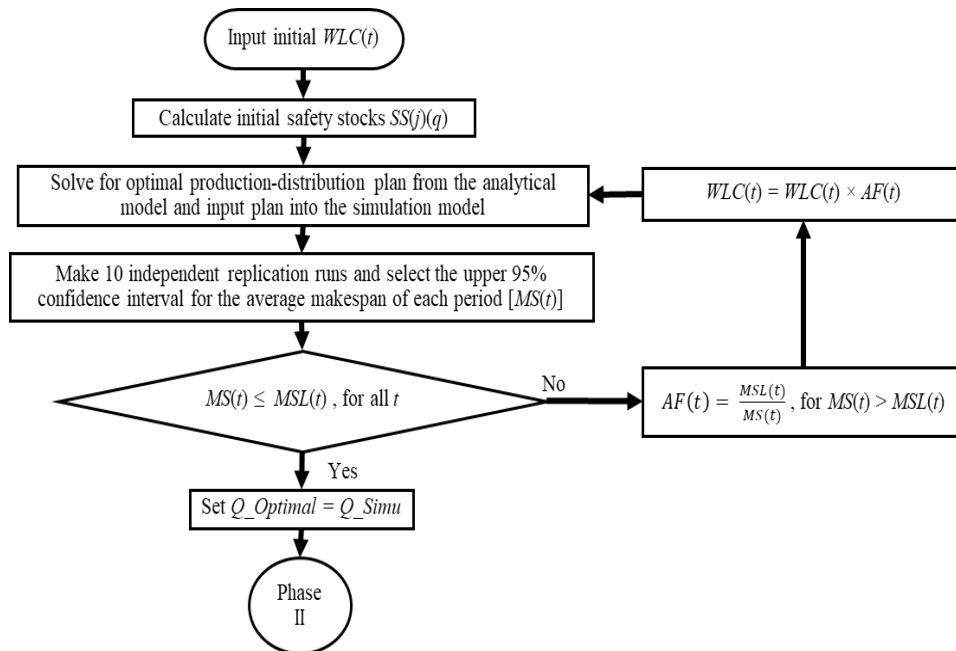 Input initial WLC(t)
Calculate initial safety stocks SS(j)(q)
Solve for optimal production-distribution plan from the analytical
model and input plan into the simulation model
WLC(t) = WLC(t) × AF(t)
Make 10 independent replication runs and select the upper 95%
confidence interval for the average makespan of each period [MS(t)]
MS(t) ≤ MSL(t) , for all t
No
AF(t) = MSL(t)/MS(t), for MS(t) > MSL(t)
Yes
Set Q_Optimal = Q_Simu
Phase
II